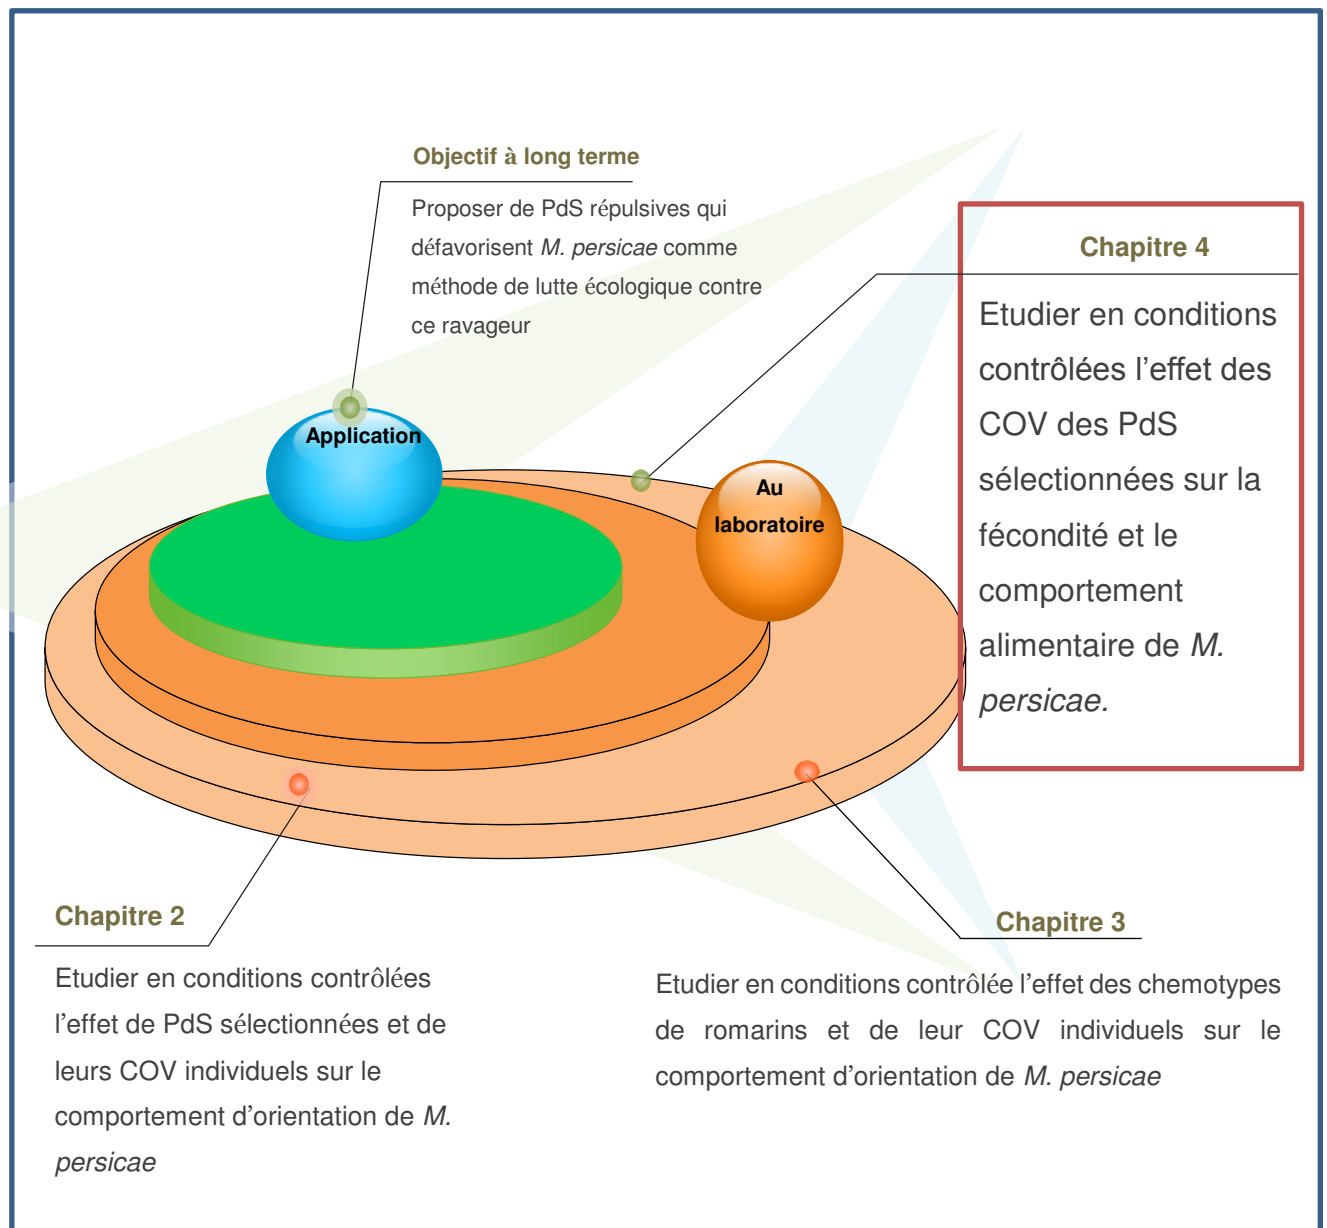 Objectif à long terme
Proposer de PdS répulsives qui
défavorisent M. persicae comme
méthode de lutte écologique contre
ce ravageur
Chapitre 4
Etudier en conditions
contrôlées l'effet des
COV des PdS
sélectionnées sur la
fécondité et le
comportement
alimentaire de M.
persicae.
Application
Au
laboratoire
Chapitre 2
Etudier en conditions contrôlées
l'effet de PdS sélectionnées et de
leurs COV individuels sur le
comportement d'orientation de M.
persicae
Chapitre 3
Etudier en conditions contrôlée l'effet des chemotypes
de romarins et de leur COV individuels sur le
comportement d'orientation de M. persicae